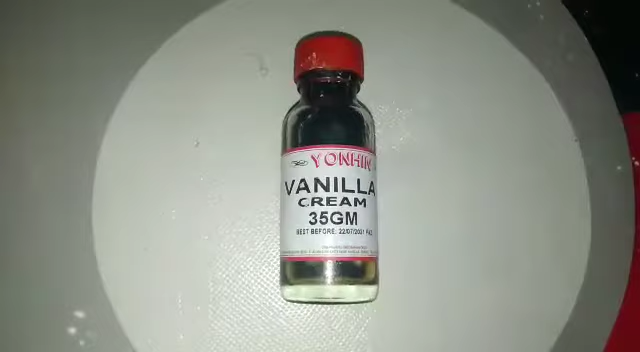 YONHIN
VANILLA
CREAM
35GM
BEST BEFORE: 22/07/2021